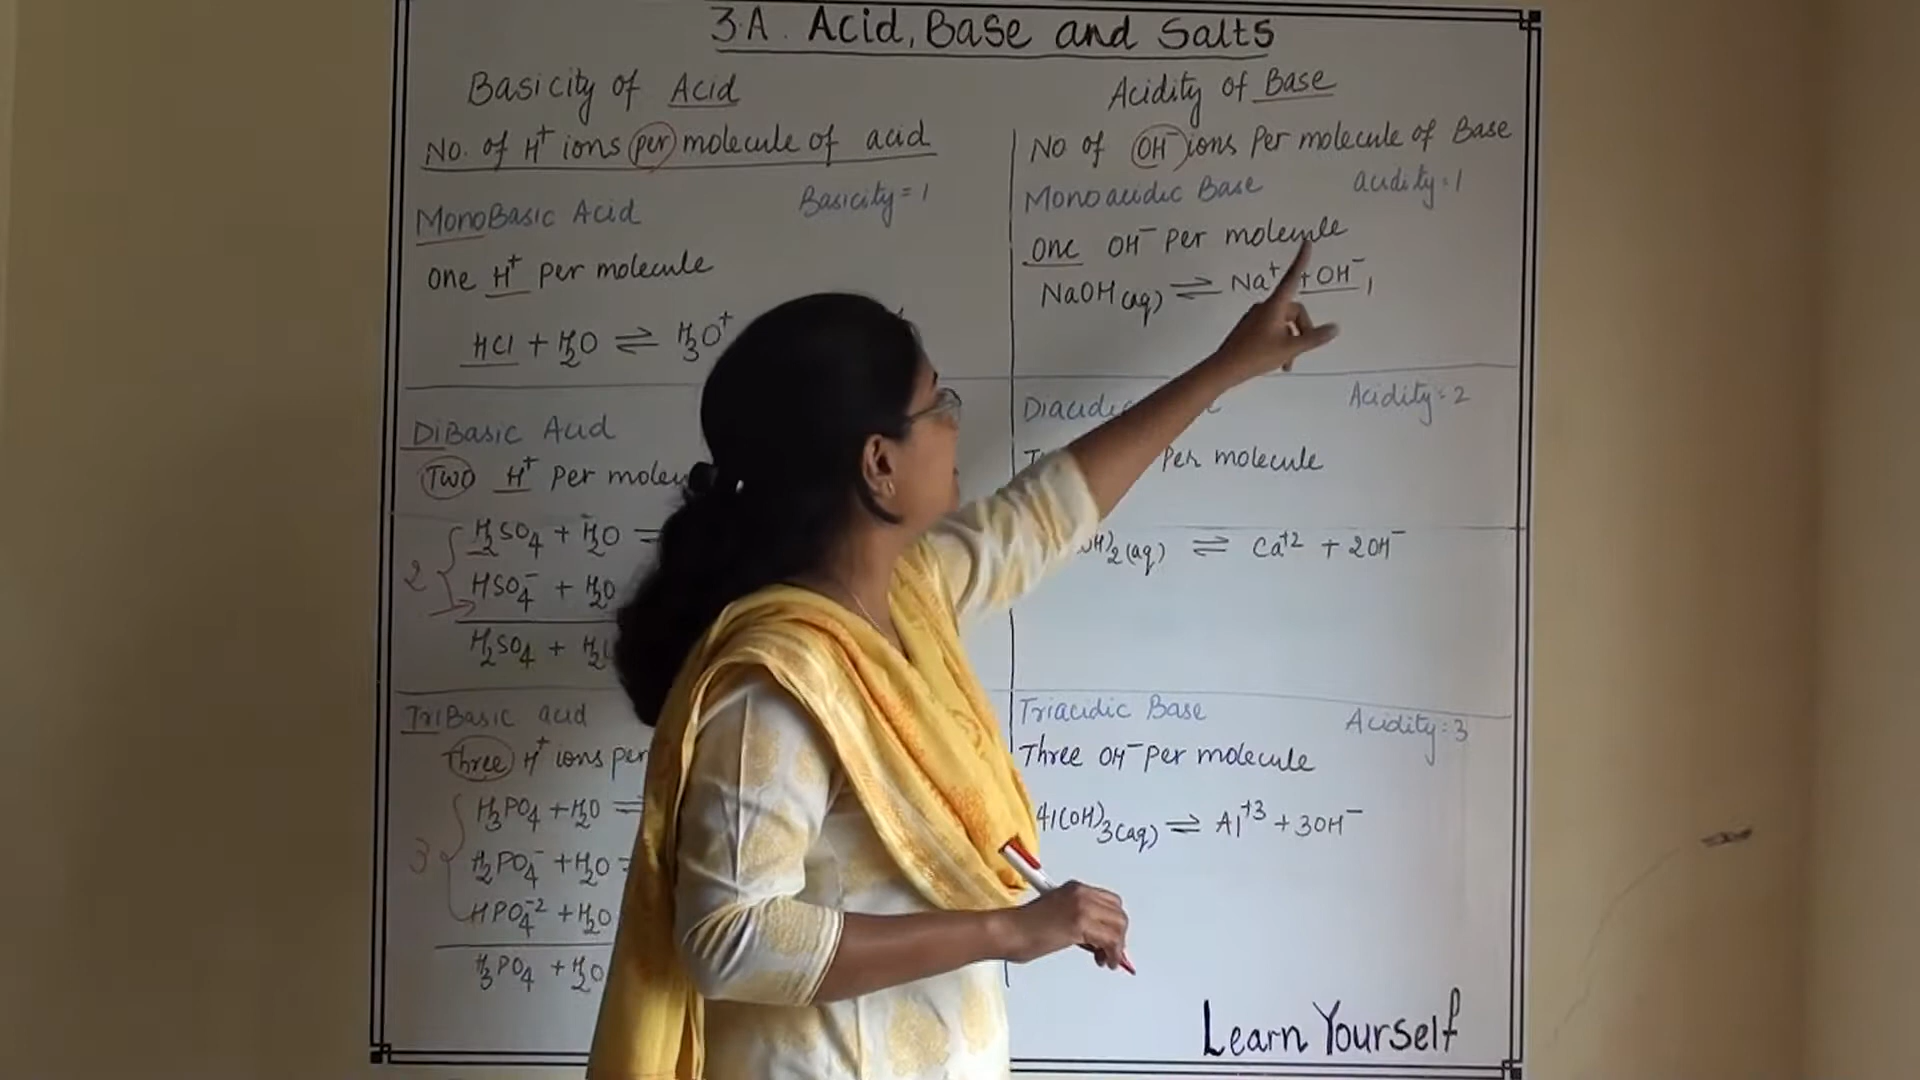 3.A. Acid, Base and Salts
Basicity of Acid
No. of H⁺ ions per molecule of acid
MonoBasic Acid Basicity = 1
one H⁺ per molecule
HCl + H₂O ⇌ H₃O⁺
DiBasic Acid
Two H⁺ per
H₂SO₄ + H₂O
2
HSO₄⁻ + H₂O
H₂SO₄ +
TriBasic acid
Three H⁺ ions per
H₃PO₄ + H₂O ⇌
3
H₂PO₄⁻ + H₂O
HPO₄⁻² + H₂O
H₃PO₄ + H₂O
Acidity of Base
No of OH⁻ ions Per molecule of Base
Monoacidic Base acidity = 1
one OH⁻ per molecule
NaOH(aq) ⇌ Na⁺ + OH⁻ 1
Acidity = 2
Per molecule
)₂(aq) ⇌ Ca⁺² + 2OH⁻
Triacidic Base Acidity = 3
Three OH⁻ per molecule
Al(OH)₃(aq) ⇌ Al⁺³ + 3OH⁻
Learn Yourself